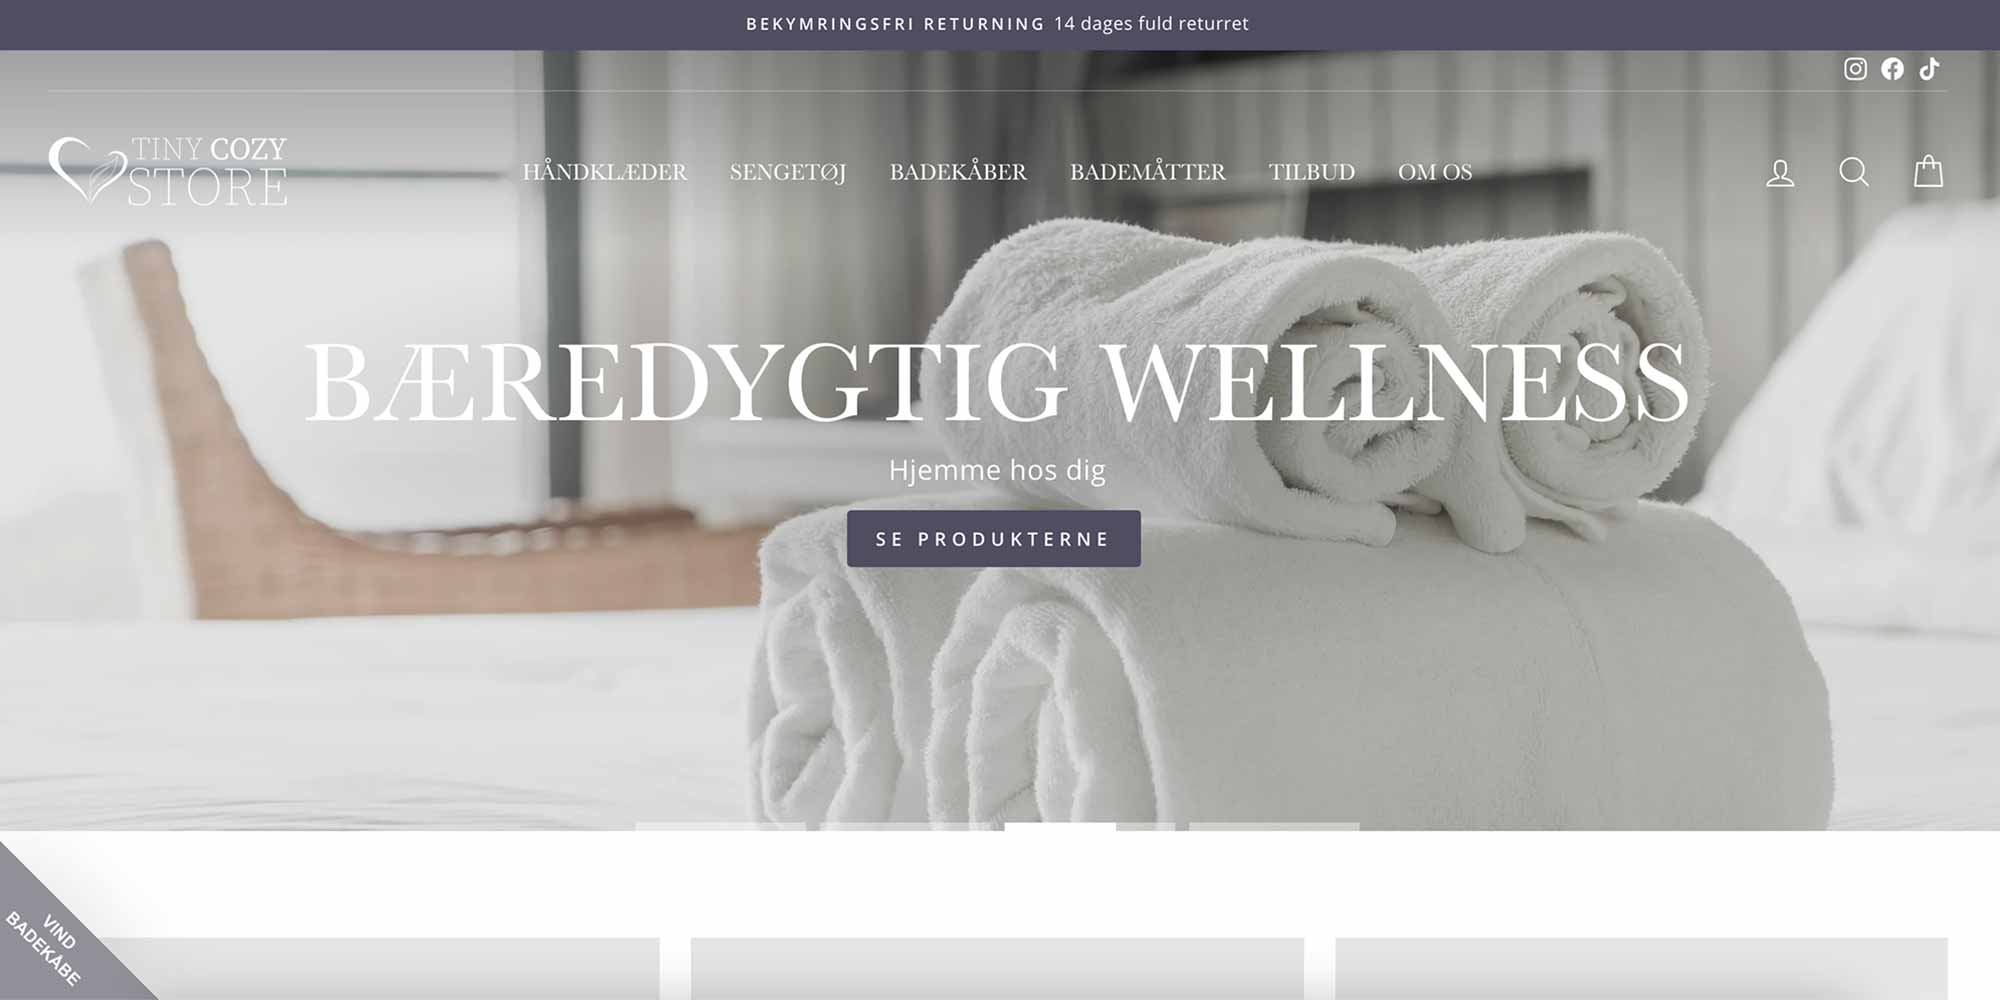 BEKYMRINGSFRI RETURNING 14 dages fuld returret
TINY COZY
STORE
HÅNDKLÆDER SENGETØJ BADEKÅBER BADEMÅTTER TILBUD OM OS
BÆREDYGTIG WELLNESS
Hjemme hos dig
SE PRODUKTERNE
VIND
BADEKÅBE